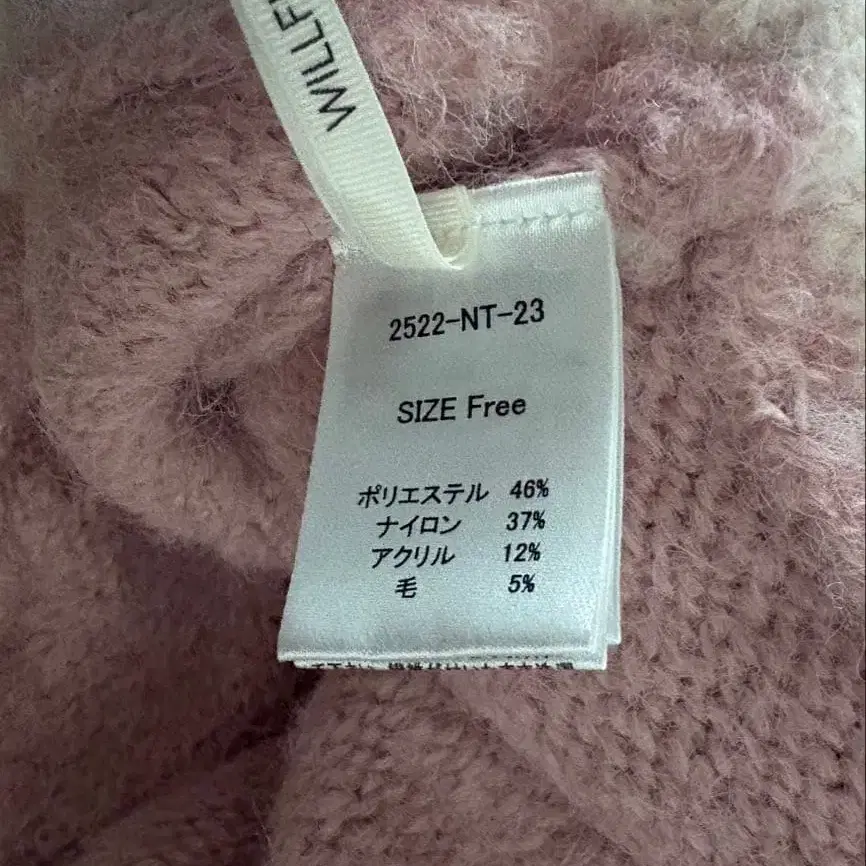 WILLF
2522-NT-23
SIZE Free
ポリエステル 46%
ナイロン 37%
アクリル 12%
毛 5%